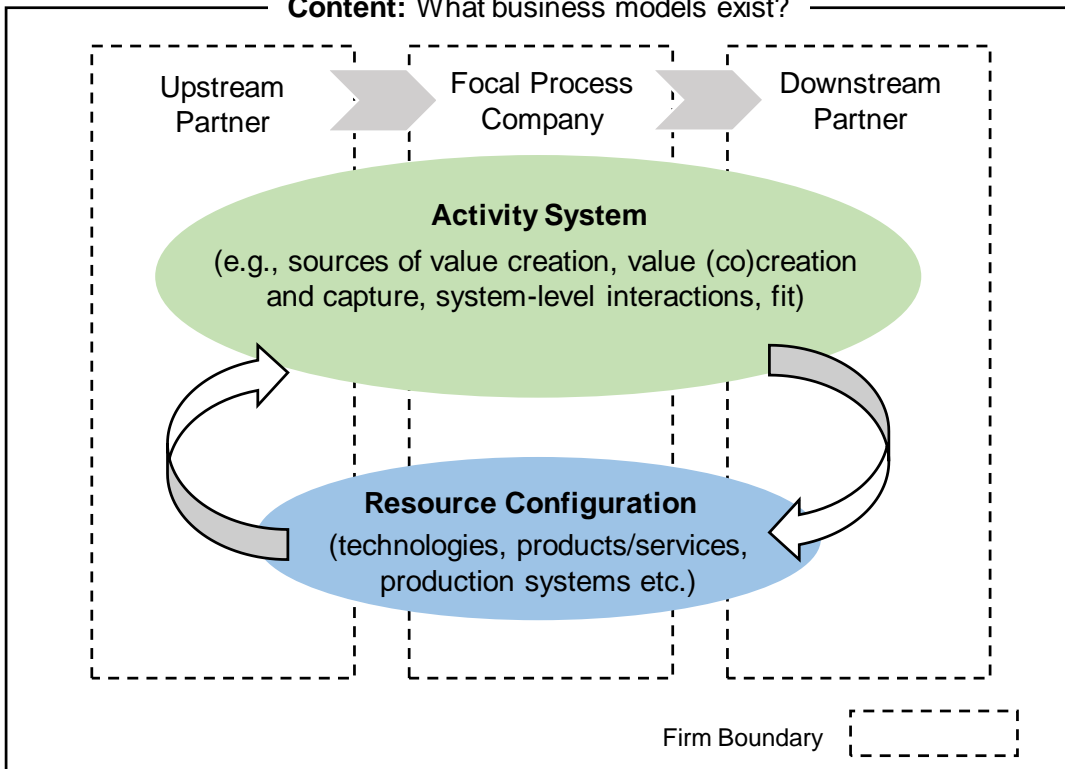 Content: What business models exist?
Upstream
Partner
Focal Process
Company
Downstream
Partner
Activity System
(e.g., sources of value creation, value (co)creation
and capture, system-level interactions, fit)
Resource Configuration
(technologies, products/services,
production systems etc.)
Firm Boundary